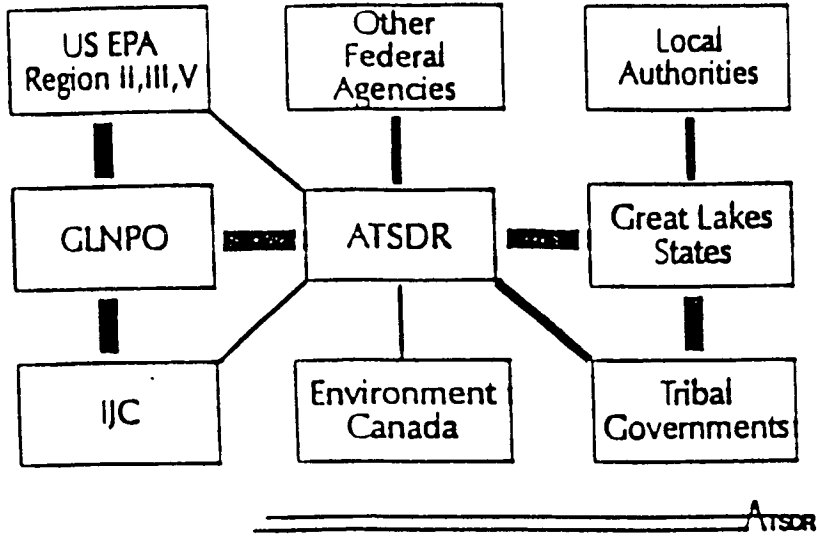 US EPA
Region II,III,V
Other
Federal
Agencies
Local
Authorities
GLNPO
ATSDR
Great Lakes
States
IJC
Environment
Canada
Tribal
Governments
ATSDR